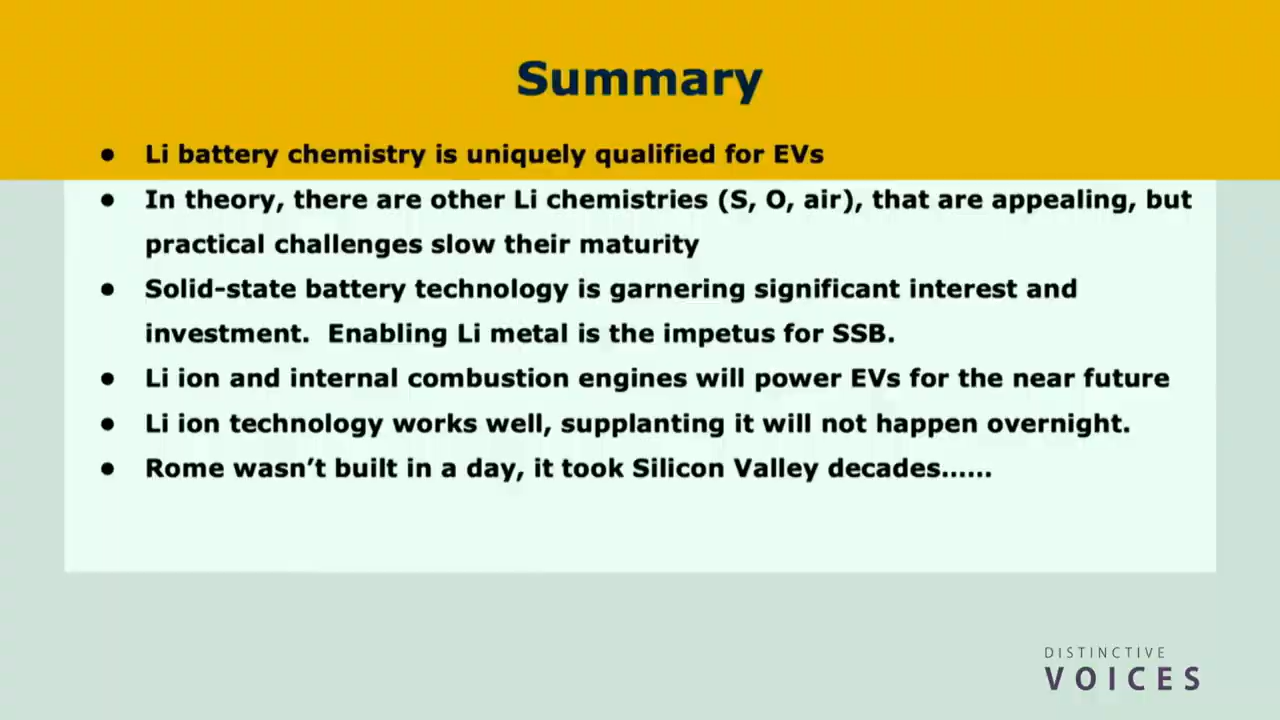 Summary
● Li battery chemistry is uniquely qualified for EVs
● In theory, there are other Li chemistries (S, O, air), that are appealing, but
practical challenges slow their maturity
● Solid-state battery technology is garnering significant interest and
investment.  Enabling Li metal is the impetus for SSB.
● Li ion and internal combustion engines will power EVs for the near future
● Li ion technology works well, supplanting it will not happen overnight.
● Rome wasn’t built in a day, it took Silicon Valley decades……
DISTINCTIVE
VOICES